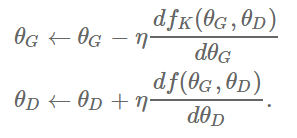 θ_G ← θ_G − η df_K(θ_G, θ_D) / dθ_G
θ_D ← θ_D + η df(θ_G, θ_D) / dθ_D .